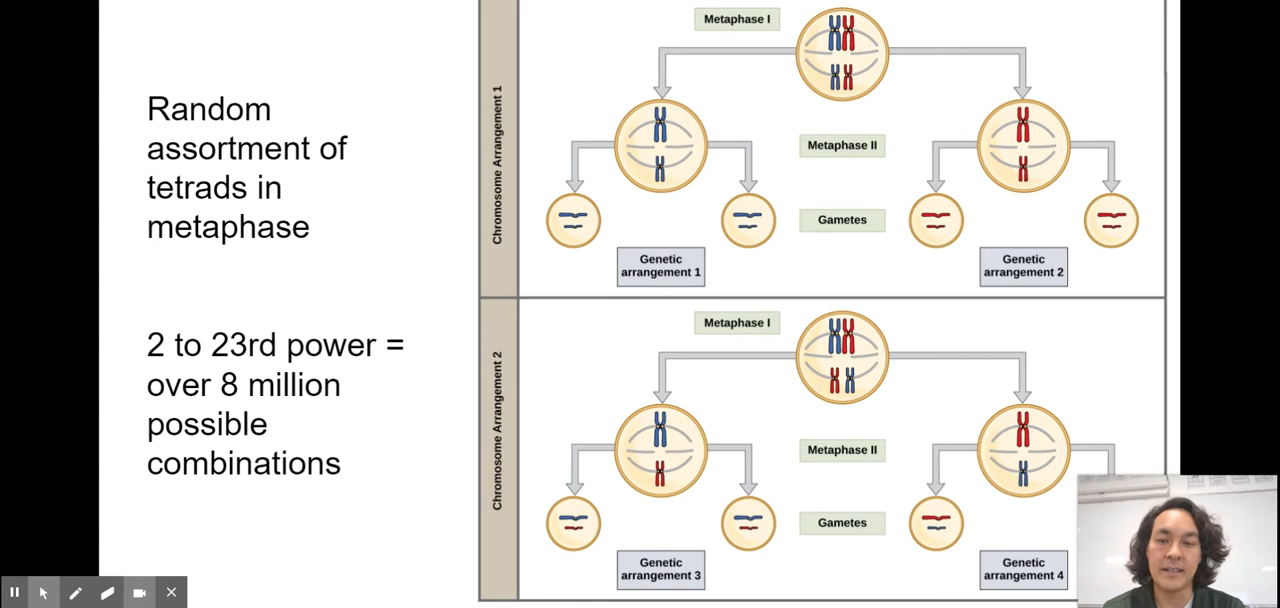 Random
assortment of
tetrads in
metaphase
2 to 23rd power =
over 8 million
possible
combinations
Chromosome Arrangement 1
Metaphase I
Metaphase II
Gametes
Genetic
arrangement 1
Genetic
arrangement 2
Chromosome Arrangement 2
Metaphase I
Metaphase II
Gametes
Genetic
arrangement 3
Genetic
arrangement 4